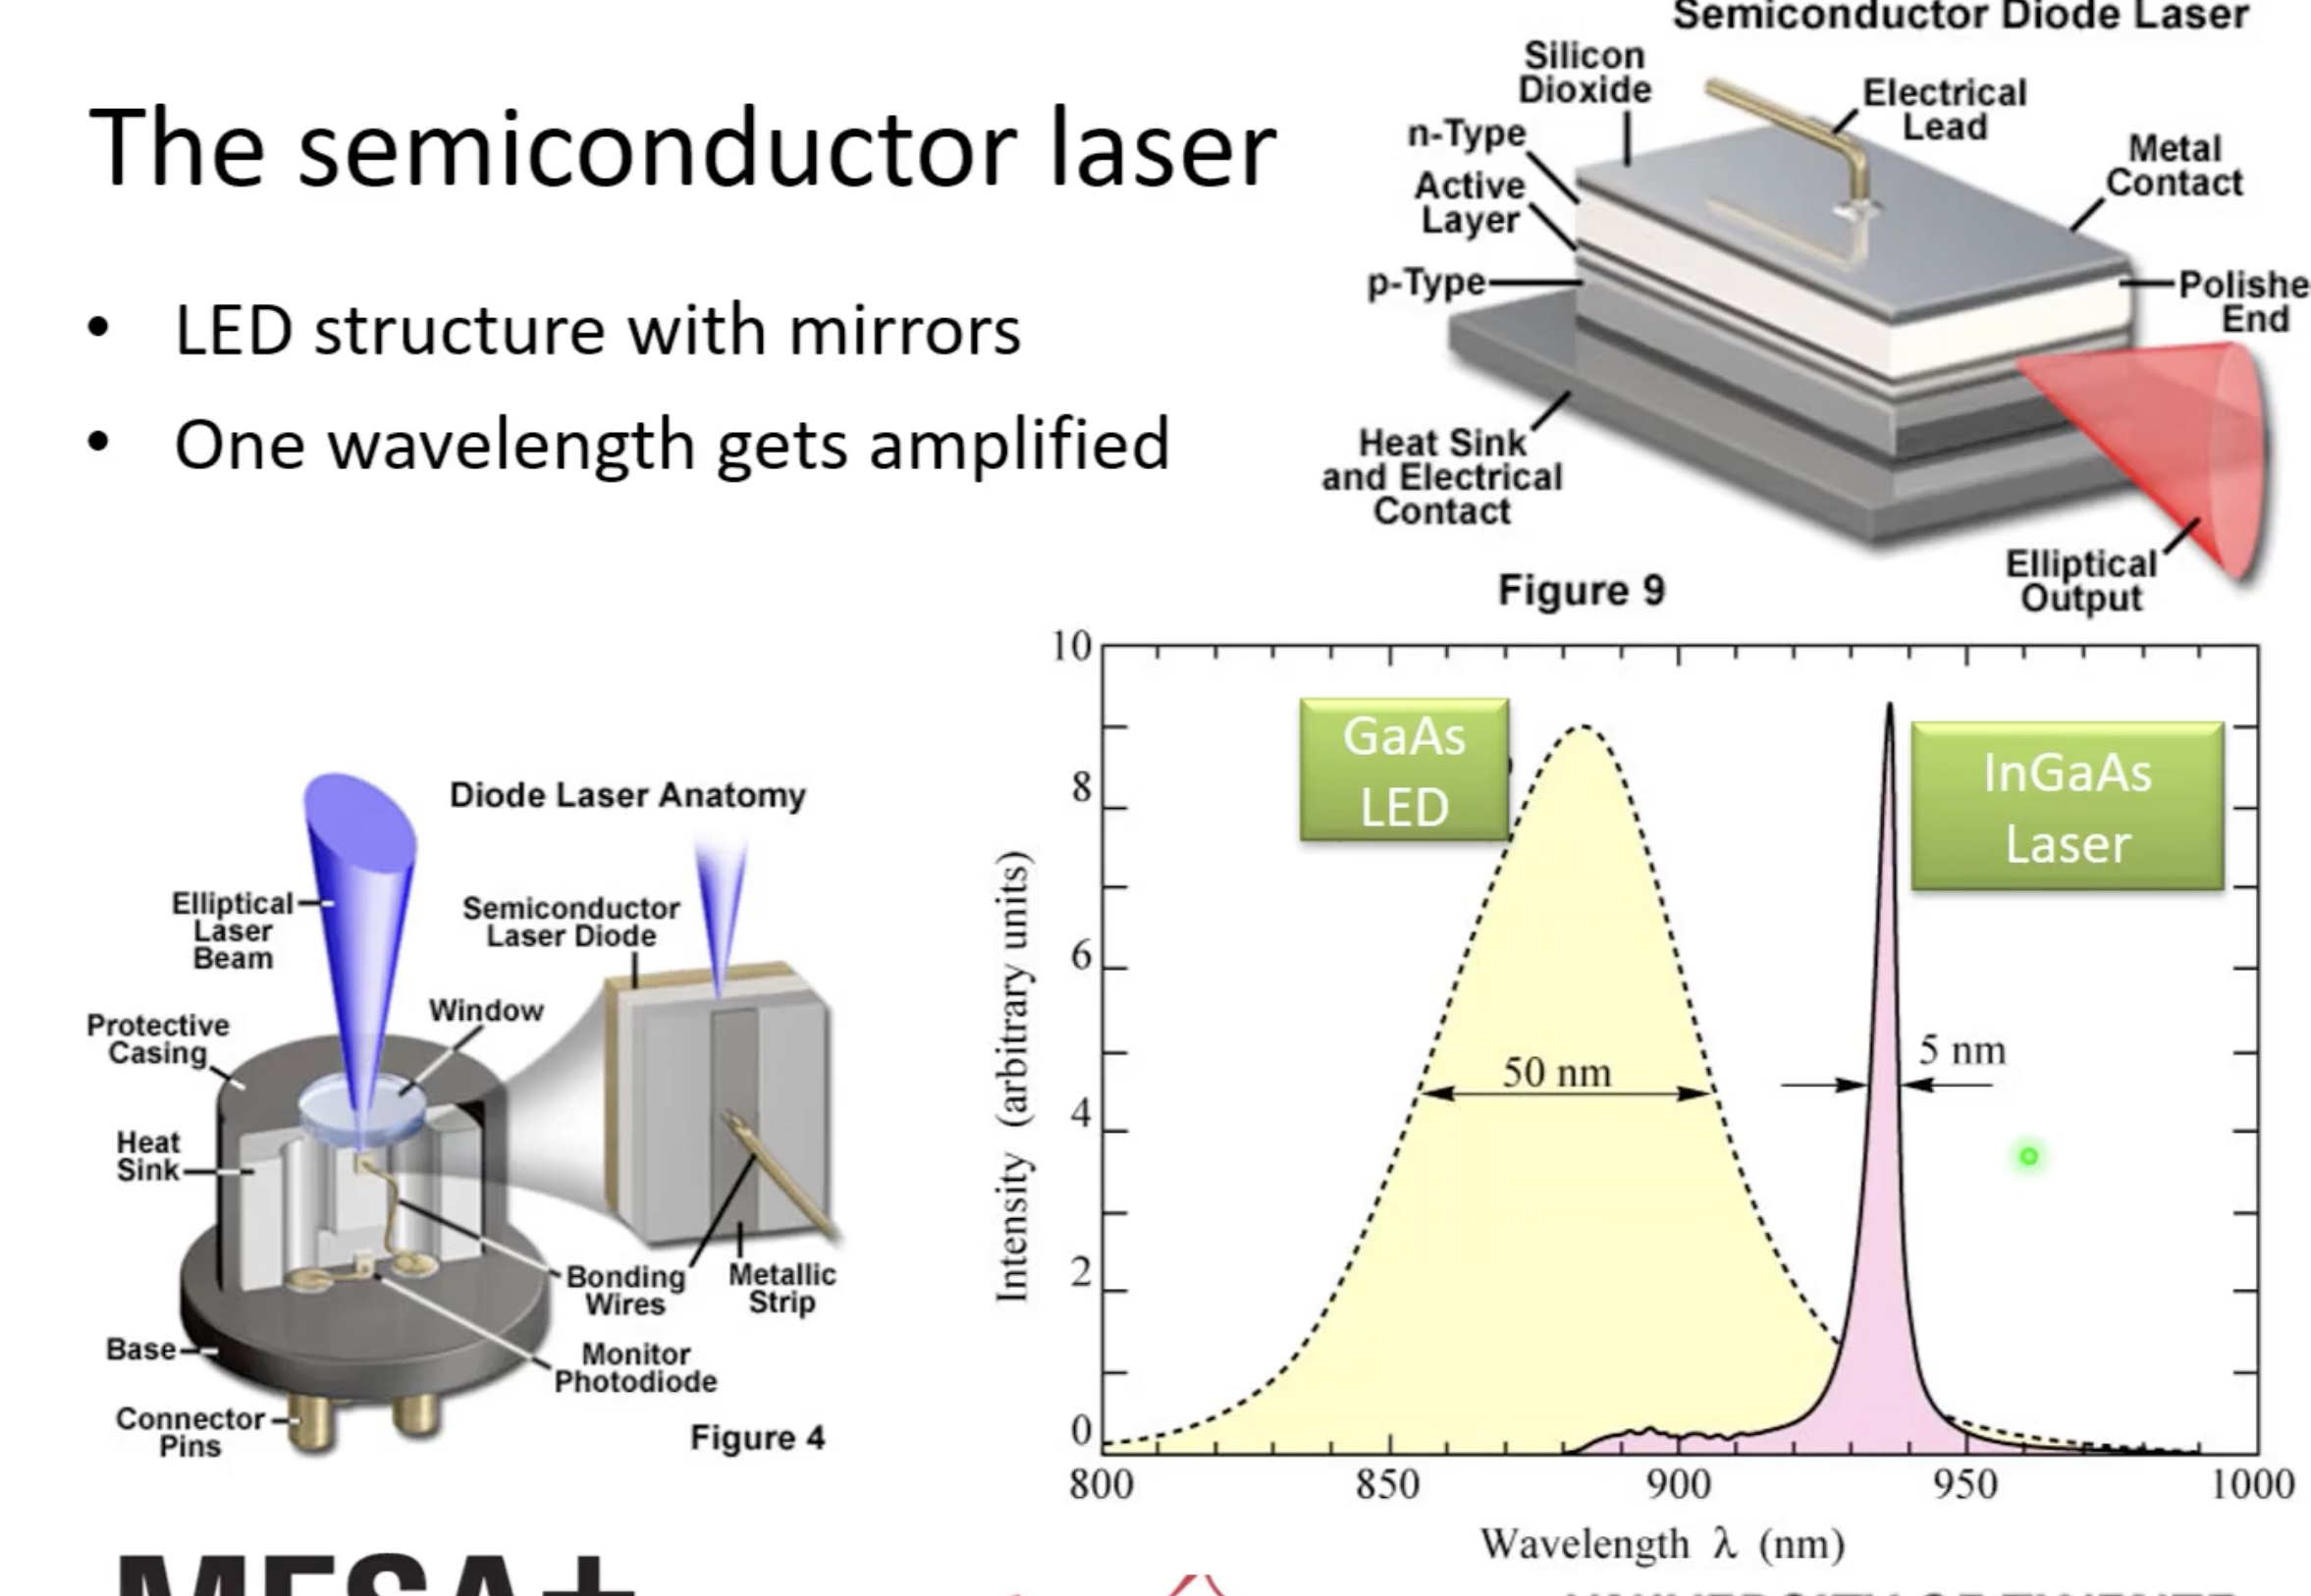 The semiconductor laser
• LED structure with mirrors
• One wavelength gets amplified
Semiconductor Diode Laser
Silicon
Dioxide
Electrical
Lead
n-Type
Metal
Contact
Active
Layer
p-Type
Polishe
End
Heat Sink
and Electrical
Contact
Elliptical
Output
Figure 9
Diode Laser Anatomy
Elliptical
Laser
Beam
Semiconductor
Laser Diode
Window
Protective
Casing
Heat
Sink
Bonding
Wires
Metallic
Strip
Base
Monitor
Photodiode
Connector
Pins
Figure 4
10
8
6
4
2
0
Intensity (arbitrary units)
GaAs
LED
InGaAs
Laser
50 nm
5 nm
800 850 900 950 1000
Wavelength λ (nm)
MESA+